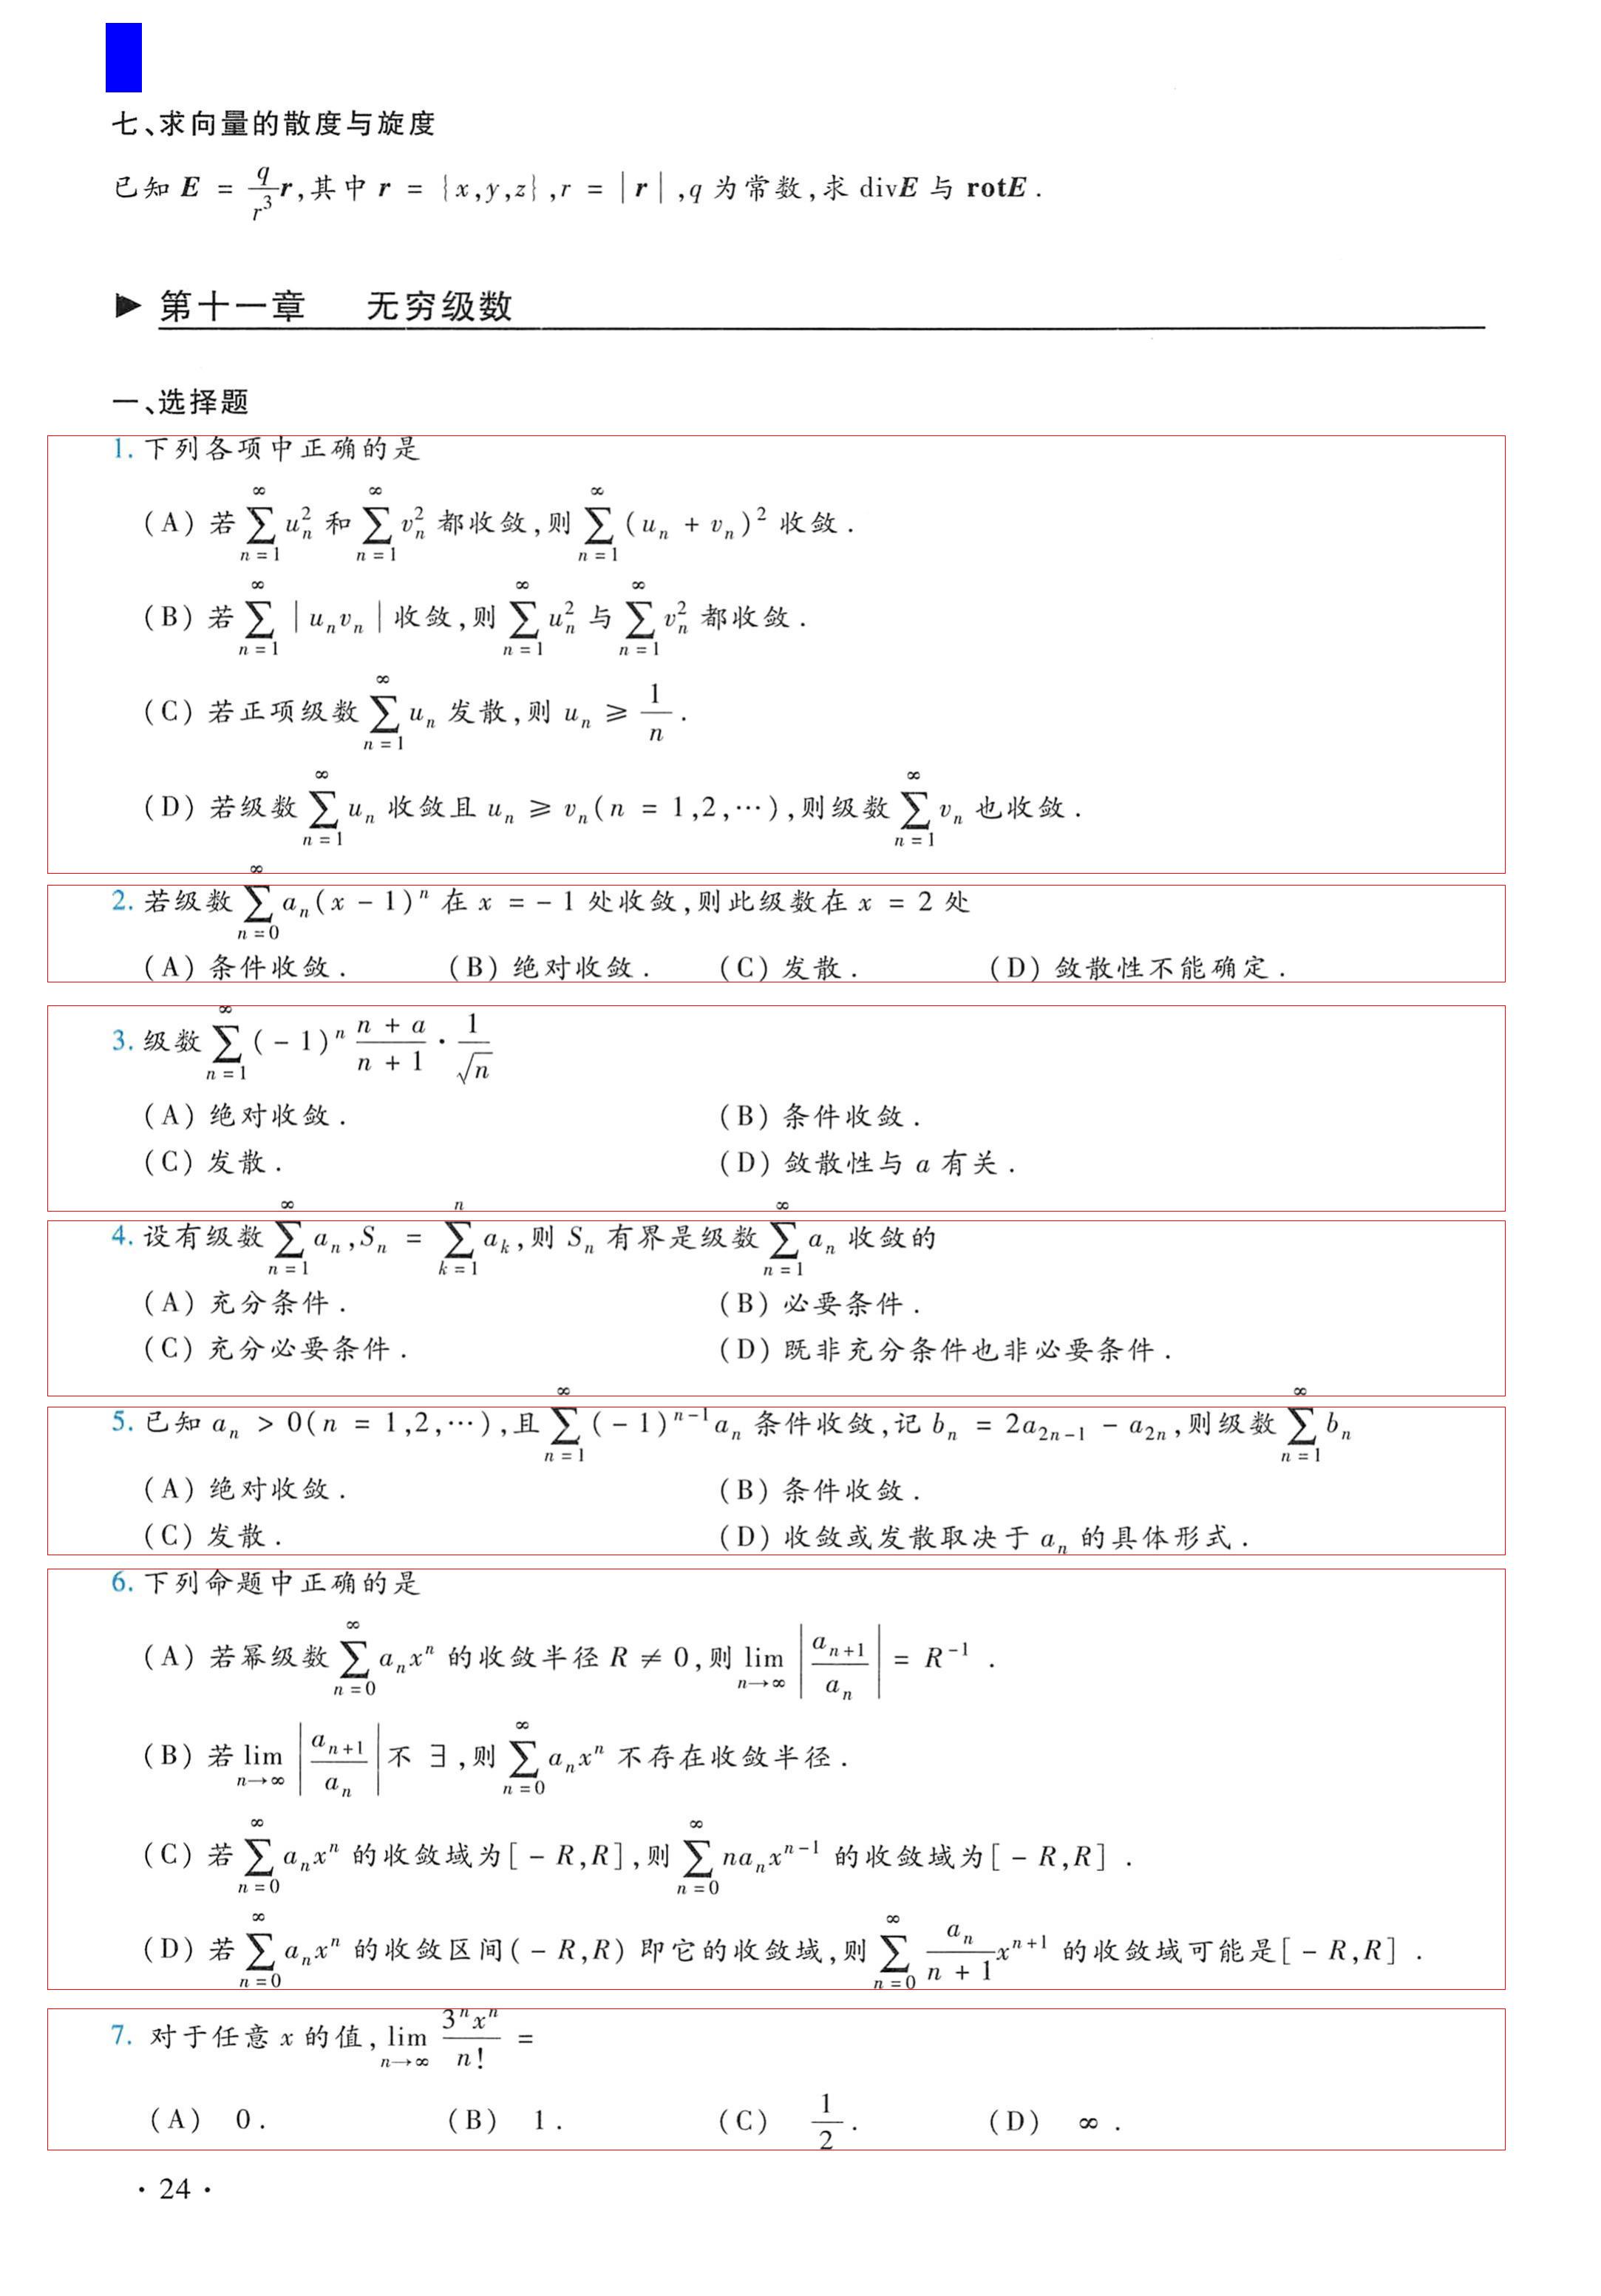 七、求向量的散度与旋度
已知 $\boldsymbol{E} = \frac{q}{r^3}\boldsymbol{r}$,其中 $\boldsymbol{r} = \{x,y,z\}$,$r = |\boldsymbol{r}|$,$q$ 为常数,求 div$\boldsymbol{E}$ 与 $\mathbf{rot}\boldsymbol{E}$.
▶ 第十一章 无穷级数
一、选择题
1. 下列各项中正确的是
(A) 若 $\sum_{n=1}^{\infty} u_n^2$ 和 $\sum_{n=1}^{\infty} v_n^2$ 都收敛,则 $\sum_{n=1}^{\infty} (u_n + v_n)^2$ 收敛.
(B) 若 $\sum_{n=1}^{\infty} |u_n v_n|$ 收敛,则 $\sum_{n=1}^{\infty} u_n^2$ 与 $\sum_{n=1}^{\infty} v_n^2$ 都收敛.
(C) 若正项级数 $\sum_{n=1}^{\infty} u_n$ 发散,则 $u_n \geqslant \frac{1}{n}$.
(D) 若级数 $\sum_{n=1}^{\infty} u_n$ 收敛且 $u_n \geqslant v_n (n = 1,2,\cdots)$,则级数 $\sum_{n=1}^{\infty} v_n$ 也收敛.
2. 若级数 $\sum_{n=0}^{\infty} a_n (x-1)^n$ 在 $x = -1$ 处收敛,则此级数在 $x = 2$ 处
(A) 条件收敛. (B) 绝对收敛. (C) 发散. (D) 敛散性不能确定.
3. 级数 $\sum_{n=1}^{\infty} (-1)^n \frac{n+a}{n+1} \cdot \frac{1}{\sqrt{n}}$
(A) 绝对收敛. (B) 条件收敛.
(C) 发散. (D) 敛散性与 $a$ 有关.
4. 设有级数 $\sum_{n=1}^{\infty} a_n$,$S_n = \sum_{k=1}^{n} a_k$,则 $S_n$ 有界是级数 $\sum_{n=1}^{\infty} a_n$ 收敛的
(A) 充分条件. (B) 必要条件.
(C) 充分必要条件. (D) 既非充分条件也非必要条件.
5. 已知 $a_n > 0 (n = 1,2,\cdots)$,且 $\sum_{n=1}^{\infty} (-1)^{n-1} a_n$ 条件收敛,记 $b_n = 2a_{2n-1} - a_{2n}$,则级数 $\sum_{n=1}^{\infty} b_n$
(A) 绝对收敛. (B) 条件收敛.
(C) 发散. (D) 收敛或发散取决于 $a_n$ 的具体形式.
6. 下列命题中正确的是
(A) 若幂级数 $\sum_{n=0}^{\infty} a_n x^n$ 的收敛半径 $R \neq 0$,则 $\lim_{n \to \infty} \left| \frac{a_{n+1}}{a_n} \right| = R^{-1}$.
(B) 若 $\lim_{n \to \infty} \left| \frac{a_{n+1}}{a_n} \right|$ 不 ∃,则 $\sum_{n=0}^{\infty} a_n x^n$ 不存在收敛半径.
(C) 若 $\sum_{n=0}^{\infty} a_n x^n$ 的收敛域为$[-R,R]$,则 $\sum_{n=0}^{\infty} n a_n x^{n-1}$ 的收敛域为$[-R,R]$.
(D) 若 $\sum_{n=0}^{\infty} a_n x^n$ 的收敛区间$(-R,R)$ 即它的收敛域,则 $\sum_{n=0}^{\infty} \frac{a_n}{n+1} x^{n+1}$ 的收敛域可能是$[-R,R]$.
7. 对于任意 $x$ 的值, $\lim_{n \to \infty} \frac{3^n x^n}{n!} =$
(A) 0. (B) 1. (C) $\frac{1}{2}$. (D) $\infty$.
· 24 ·